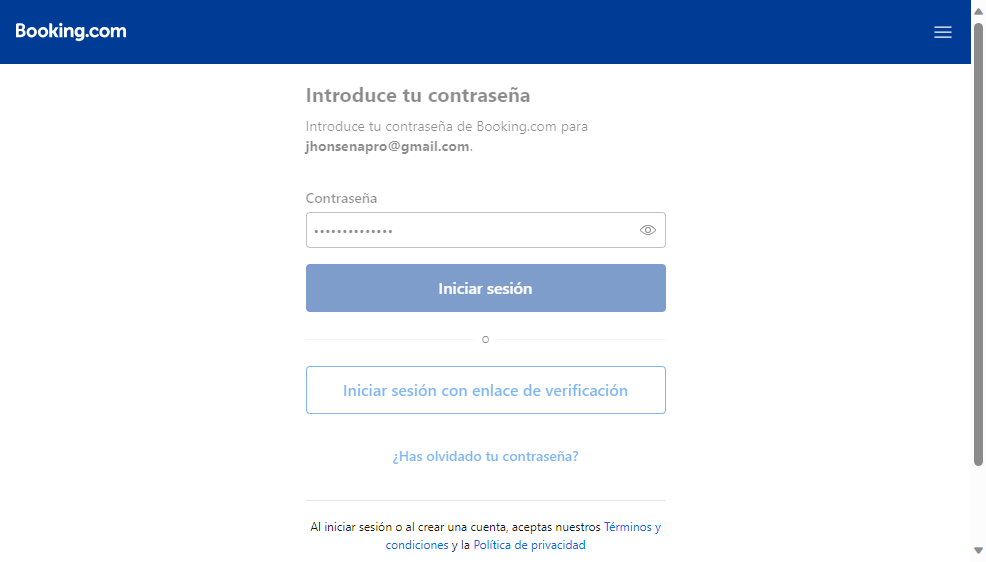 Booking.com
Introduce tu contraseña
Introduce tu contraseña de Booking.com para
jhonsenapro@gmail.com.
Contraseña
••••••••••••••
Iniciar sesión
o
Iniciar sesión con enlace de verificación
¿Has olvidado tu contraseña?
Al iniciar sesión o al crear una cuenta, aceptas nuestros Términos y
condiciones y la Política de privacidad